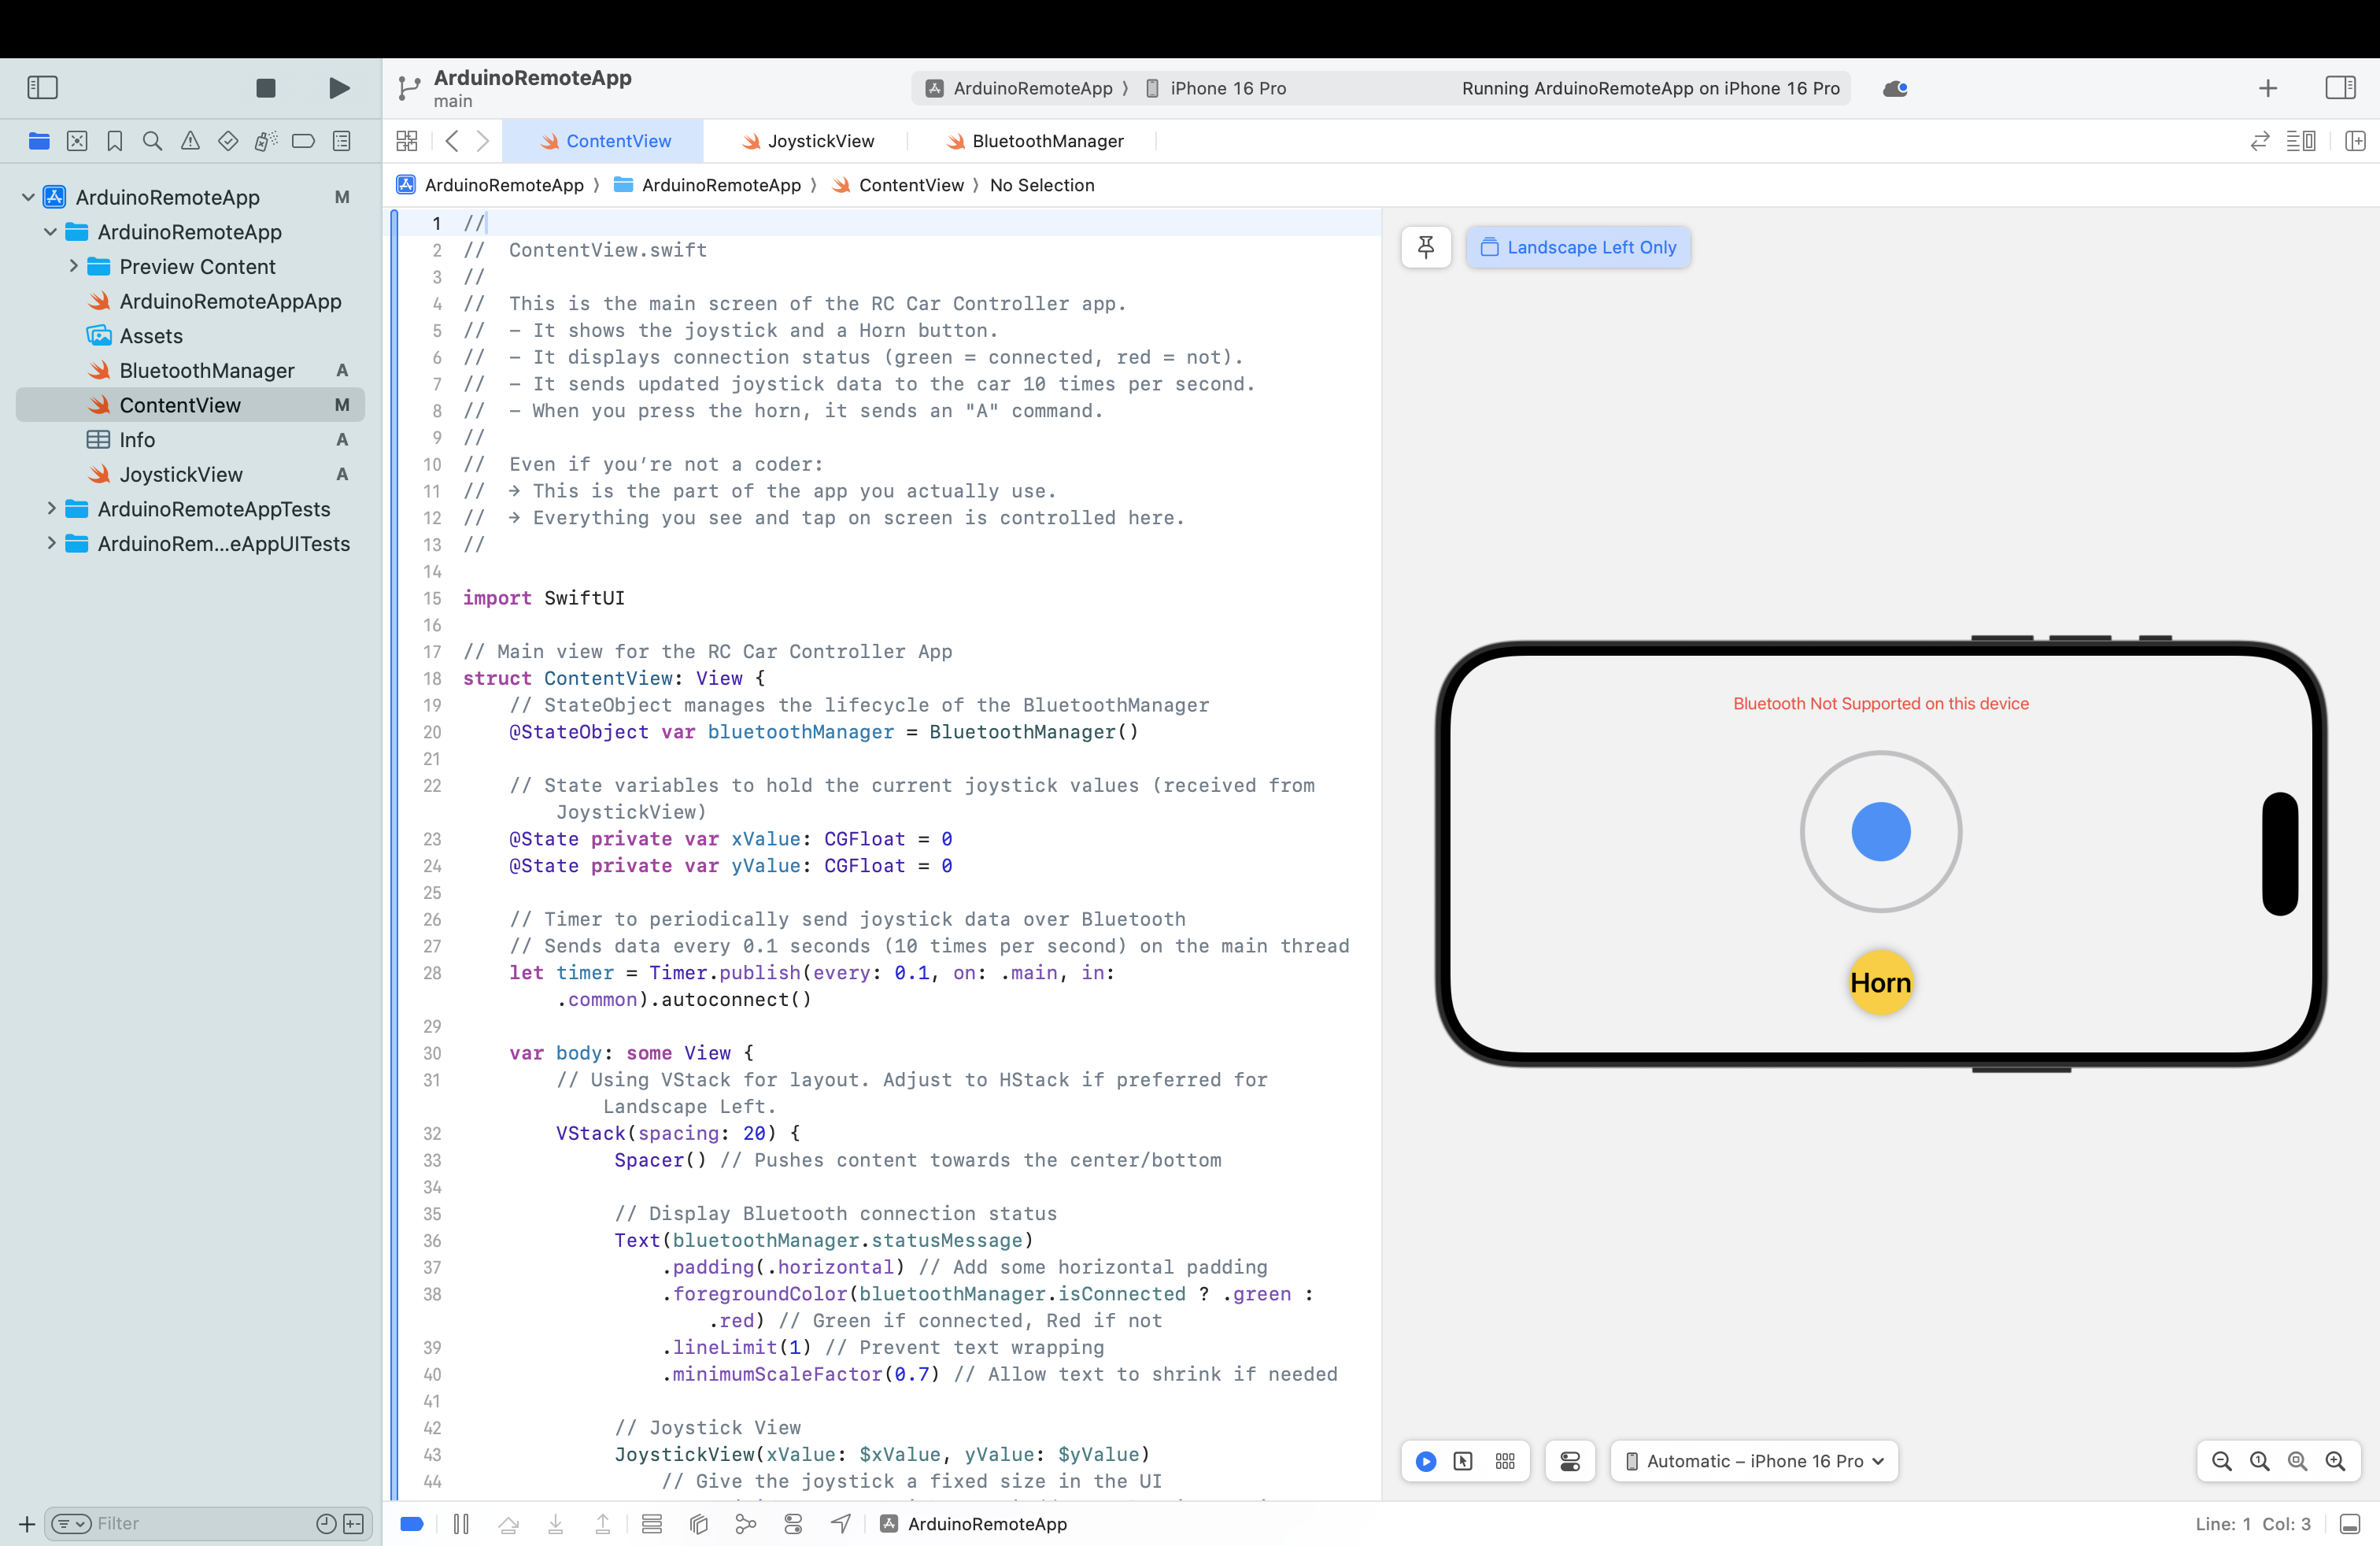 ArduinoRemoteApp
main
ArduinoRemoteApp 〉 iPhone 16 Pro
Running ArduinoRemoteApp on iPhone 16 Pro
ContentView
JoystickView
BluetoothManager
ArduinoRemoteApp 〉 ArduinoRemoteApp 〉 ContentView 〉 No Selection
ArduinoRemoteApp M
ArduinoRemoteApp
Preview Content
ArduinoRemoteAppApp
Assets
BluetoothManager A
ContentView M
Info A
JoystickView A
ArduinoRemoteAppTests
ArduinoRem...eAppUITests
Filter
1 //
2 //  ContentView.swift
3 //
4 //  This is the main screen of the RC Car Controller app.
5 //  – It shows the joystick and a Horn button.
6 //  – It displays connection status (green = connected, red = not).
7 //  – It sends updated joystick data to the car 10 times per second.
8 //  – When you press the horn, it sends an "A" command.
9 //
10 //  Even if you’re not a coder:
11 //  → This is the part of the app you actually use.
12 //  → Everything you see and tap on screen is controlled here.
13 //
14
15 import SwiftUI
16
17 // Main view for the RC Car Controller App
18 struct ContentView: View {
19     // StateObject manages the lifecycle of the BluetoothManager
20     @StateObject var bluetoothManager = BluetoothManager()
21
22     // State variables to hold the current joystick values (received from
JoystickView)
23     @State private var xValue: CGFloat = 0
24     @State private var yValue: CGFloat = 0
25
26     // Timer to periodically send joystick data over Bluetooth
27     // Sends data every 0.1 seconds (10 times per second) on the main thread
28     let timer = Timer.publish(every: 0.1, on: .main, in:
.common).autoconnect()
29
30     var body: some View {
31         // Using VStack for layout. Adjust to HStack if preferred for
Landscape Left.
32         VStack(spacing: 20) {
33              Spacer() // Pushes content towards the center/bottom
34
35              // Display Bluetooth connection status
36              Text(bluetoothManager.statusMessage)
37                  .padding(.horizontal) // Add some horizontal padding
38                  .foregroundColor(bluetoothManager.isConnected ? .green :
.red) // Green if connected, Red if not
39                  .lineLimit(1) // Prevent text wrapping
40                  .minimumScaleFactor(0.7) // Allow text to shrink if needed
41
42              // Joystick View
43              JoystickView(xValue: $xValue, yValue: $yValue)
44                  // Give the joystick a fixed size in the UI
Landscape Left Only
Bluetooth Not Supported on this device
Horn
Automatic – iPhone 16 Pro
ArduinoRemoteApp
Line: 1 Col: 3